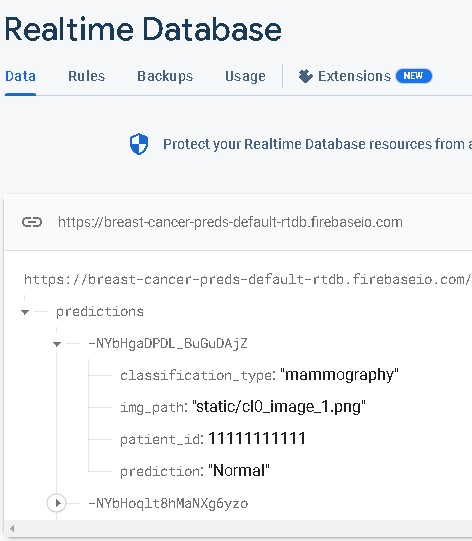 Realtime Database
Data Rules Backups Usage Extensions NEW
Protect your Realtime Database resources from a
https://breast-cancer-preds-default-rtdb.firebaseio.com
https://breast-cancer-preds-default-rtdb.firebaseio.com/
predictions
-NYbHgaDPDL_BuGuDAjZ
classification_type: "mammography"
img_path: "static/cl0_image_1.png"
patient_id: 11111111111
prediction: "Normal"
-NYbHoqlt8hMaNXg6yzo